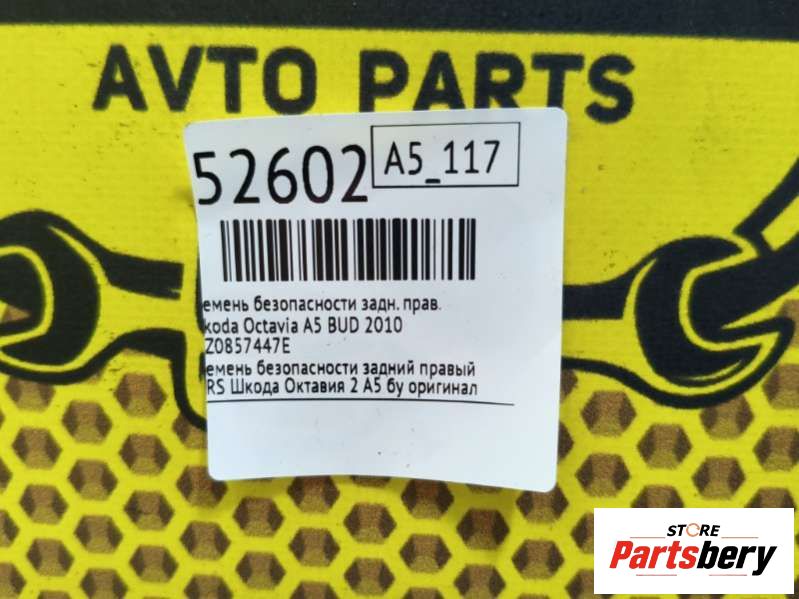 AVTO PARTS
52602
A5_117
емень безопасности задн. прав.
koda Octavia A5 BUD 2010
Z0857447E
емень безопасности задний правый
RS Шкода Октавия 2 А5 бу оригинал
STORE
Partsbery